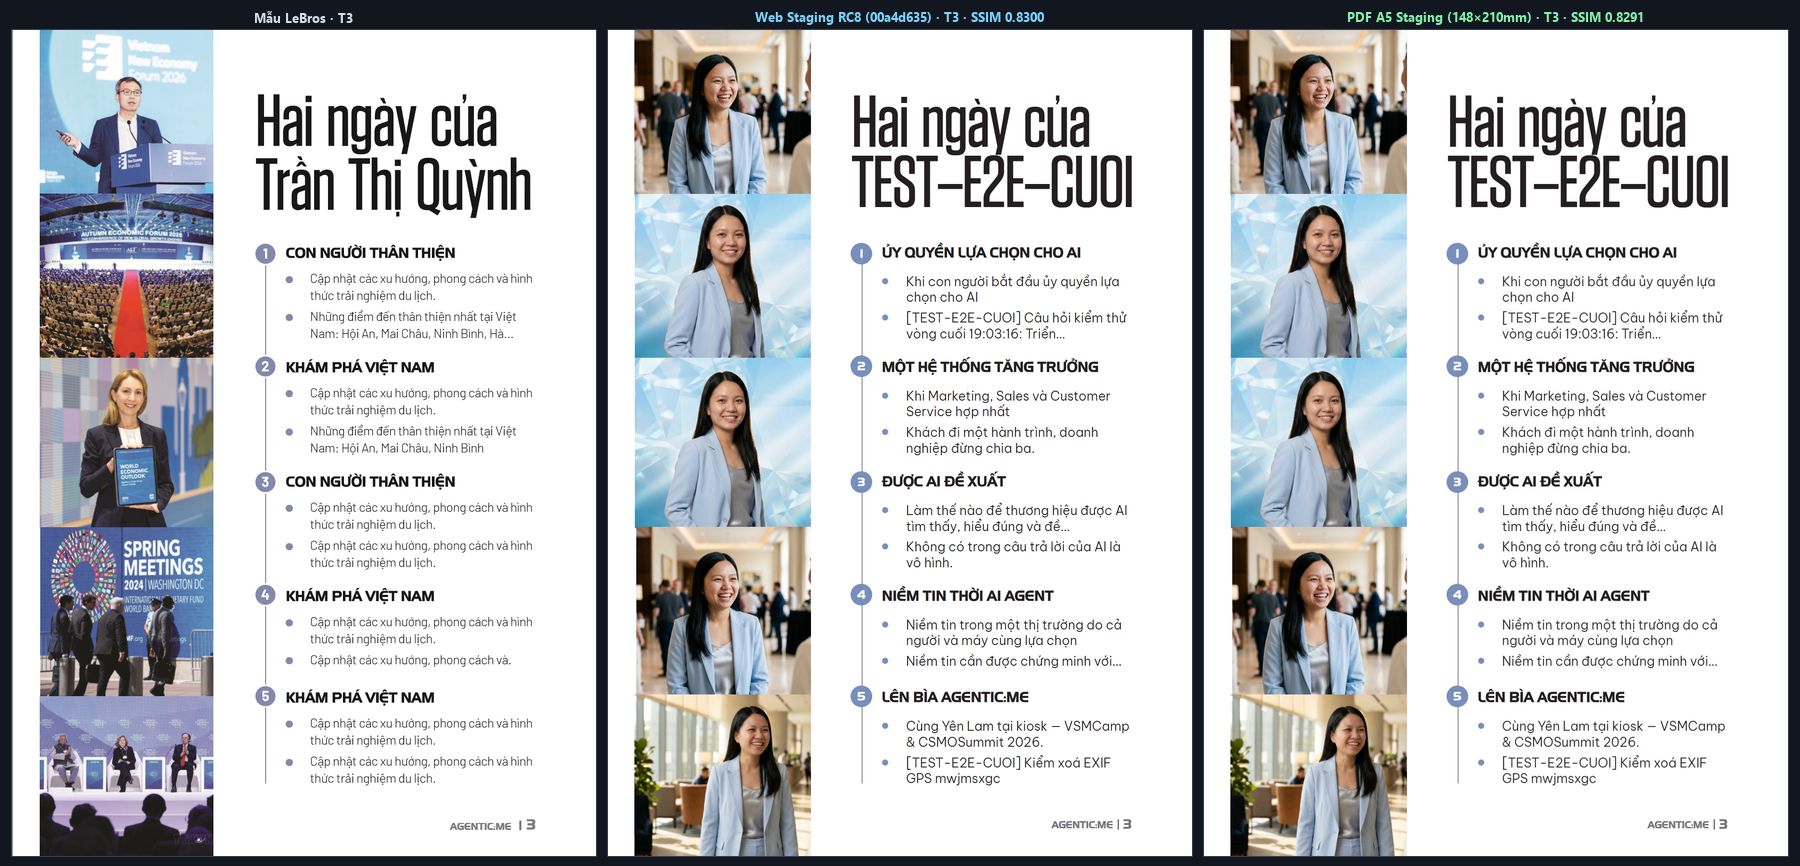 Mẫu LeBros · T3
Vietnam
New Economy
Forum 2026
Vietnam
New Economy
Forum 2026
AUTUMN ECONOMIC FORUM 2025
WORLD
ECONOMIC
OUTLOOK
SPRING
MEETINGS
2024 | WASHINGTON DC
Hai ngày của
Trần Thị Quỳnh
1 CON NGƯỜI THÂN THIỆN
Cập nhật các xu hướng, phong cách và hình
thức trải nghiệm du lịch.
Những điểm đến thân thiện nhất tại Việt
Nam: Hội An, Mai Châu, Ninh Bình, Hà...
2 KHÁM PHÁ VIỆT NAM
Cập nhật các xu hướng, phong cách và hình
thức trải nghiệm du lịch.
Những điểm đến thân thiện nhất tại Việt
Nam: Hội An, Mai Châu, Ninh Bình
3 CON NGƯỜI THÂN THIỆN
Cập nhật các xu hướng, phong cách và hình
thức trải nghiệm du lịch.
Cập nhật các xu hướng, phong cách và hình
thức trải nghiệm du lịch.
4 KHÁM PHÁ VIỆT NAM
Cập nhật các xu hướng, phong cách và hình
thức trải nghiệm du lịch.
Cập nhật các xu hướng, phong cách và.
5 KHÁM PHÁ VIỆT NAM
Cập nhật các xu hướng, phong cách và hình
thức trải nghiệm du lịch.
Cập nhật các xu hướng, phong cách và hình
thức trải nghiệm du lịch.
AGENTIC:ME | 3
Web Staging RC8 (00a4d635) · T3 · SSIM 0.8300
Hai ngày của
TEST–E2E–CUOI
1 ỦY QUYỀN LỰA CHỌN CHO AI
Khi con người bắt đầu ủy quyền lựa
chọn cho AI
[TEST-E2E-CUOI] Câu hỏi kiểm thử
vòng cuối 19:03:16: Triển...
2 MỘT HỆ THỐNG TĂNG TRƯỞNG
Khi Marketing, Sales và Customer
Service hợp nhất
Khách đi một hành trình, doanh
nghiệp đừng chia ba.
3 ĐƯỢC AI ĐỀ XUẤT
Làm thế nào để thương hiệu được AI
tìm thấy, hiểu đúng và đề...
Không có trong câu trả lời của AI là
vô hình.
4 NIỀM TIN THỜI AI AGENT
Niềm tin trong một thị trường do cả
người và máy cùng lựa chọn
Niềm tin cần được chứng minh với...
5 LÊN BÌA AGENTIC:ME
Cùng Yên Lam tại kiosk — VSMCamp
& CSMOSummit 2026.
[TEST-E2E-CUOI] Kiểm xoá EXIF
GPS mwjmsxgc
AGENTIC:ME | 3
PDF A5 Staging (148×210mm) · T3 · SSIM 0.8291
Hai ngày của
TEST–E2E–CUOI
1 ỦY QUYỀN LỰA CHỌN CHO AI
Khi con người bắt đầu ủy quyền lựa
chọn cho AI
[TEST-E2E-CUOI] Câu hỏi kiểm thử
vòng cuối 19:03:16: Triển...
2 MỘT HỆ THỐNG TĂNG TRƯỞNG
Khi Marketing, Sales và Customer
Service hợp nhất
Khách đi một hành trình, doanh
nghiệp đừng chia ba.
3 ĐƯỢC AI ĐỀ XUẤT
Làm thế nào để thương hiệu được AI
tìm thấy, hiểu đúng và đề...
Không có trong câu trả lời của AI là
vô hình.
4 NIỀM TIN THỜI AI AGENT
Niềm tin trong một thị trường do cả
người và máy cùng lựa chọn
Niềm tin cần được chứng minh với...
5 LÊN BÌA AGENTIC:ME
Cùng Yên Lam tại kiosk — VSMCamp
& CSMOSummit 2026.
[TEST-E2E-CUOI] Kiểm xoá EXIF
GPS mwjmsxgc
AGENTIC:ME | 3